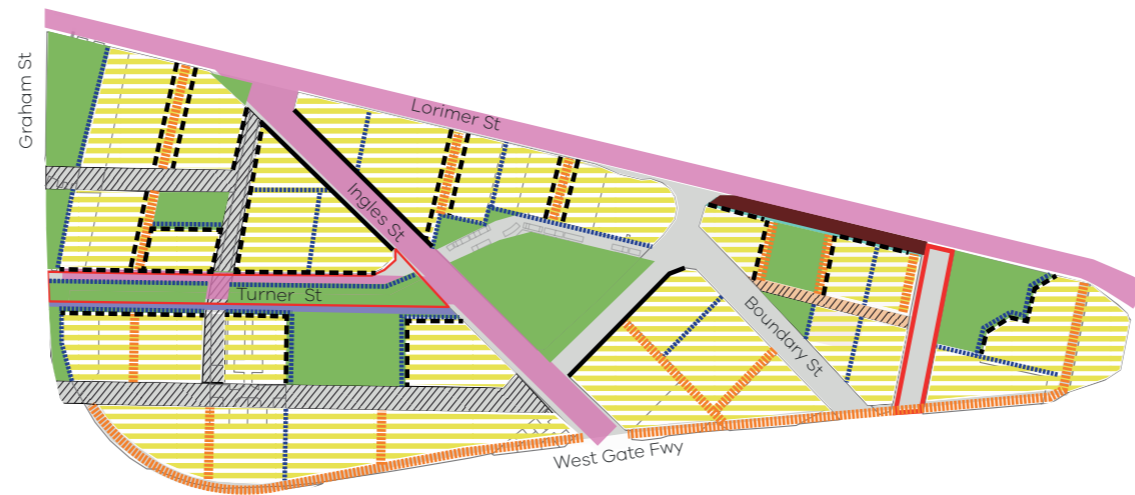 Graham St
Lorimer St
Ingles St
Turner St
Boundary St
West Gate Fwy